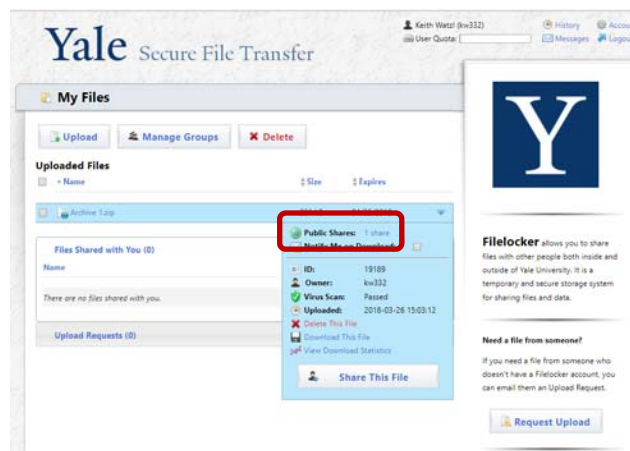 Yale Secure File Transfer
Keith Watzl (kw332)
User Quota:
History
Messages
Logout
My Files
Upload
Manage Groups
Delete
Uploaded Files
Name
Size
Expires
Archive 1.zip
Public Shares: 1 share
Notify Me on Download:
ID: 19189
Owner: kw332
Virus Scan: Passed
Uploaded: 2018-03-26 15:03:12
Delete This File
Download This File
View Download Statistics
Share This File
Files Shared with You (0)
Name
There are no files shared with you.
Upload Requests (0)
Y
Filelocker allows you to share
files with other people both inside and
outside of Yale University. It is a
temporary and secure storage system
for sharing files and data.
Need a file from someone?
If you need a file from someone who
doesn't have a Filelocker account, you
can email them an Upload Request.
Request Upload